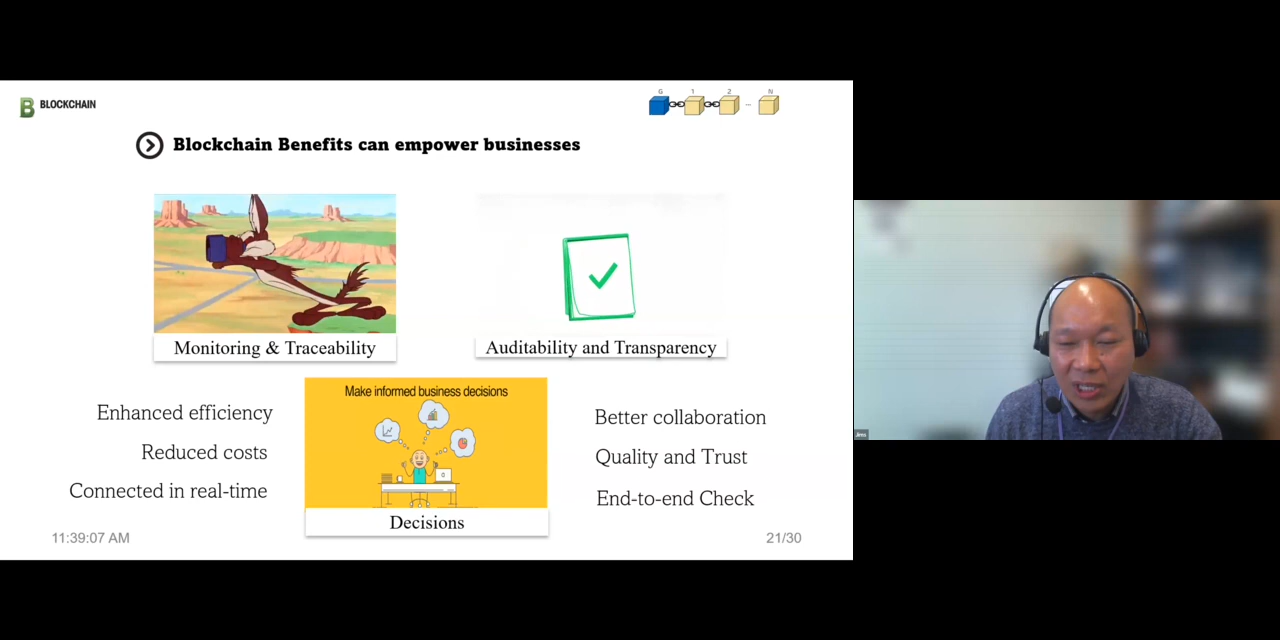 BLOCKCHAIN
G 1 2 ... N
Blockchain Benefits can empower businesses
Monitoring & Traceability
Auditability and Transparency
Make informed business decisions
Decisions
Enhanced efficiency
Reduced costs
Connected in real-time
Better collaboration
Quality and Trust
End-to-end Check
11:39:07 AM
21/30